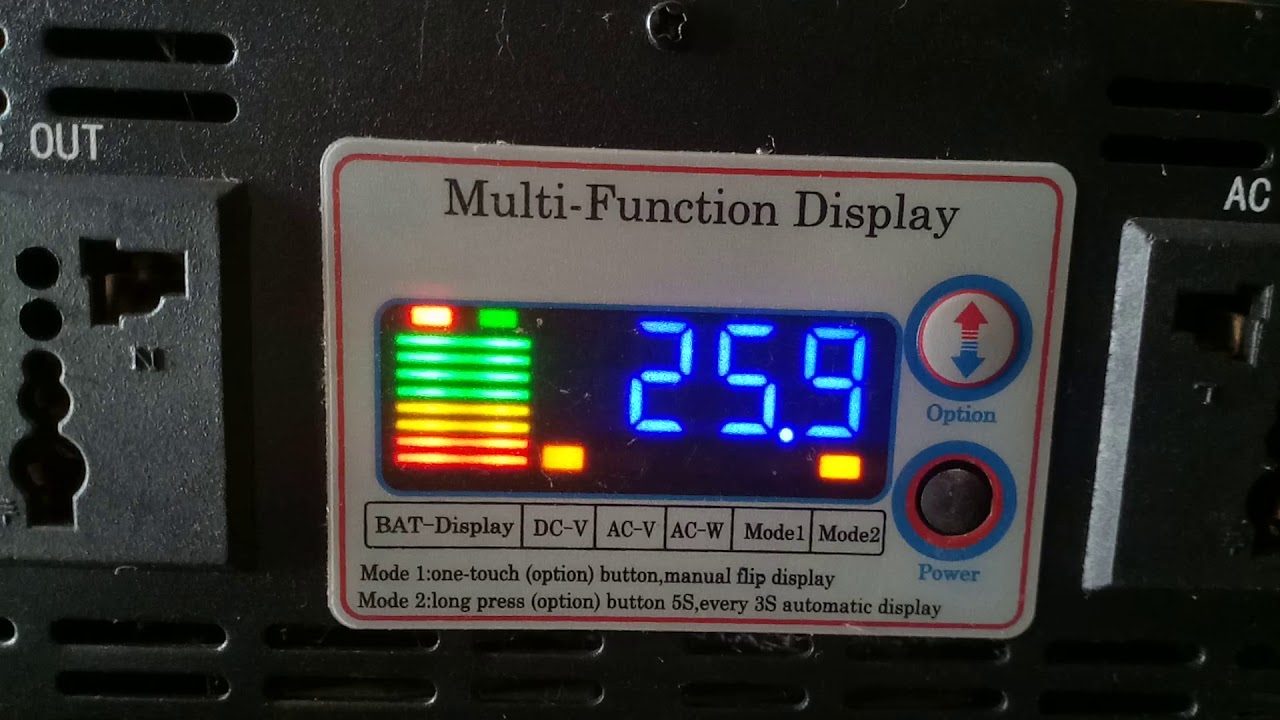 OUT
AC
Multi-Function Display
25.9
Option
N
BAT-Display DC-V AC-V AC-W Mode1 Mode2
Power
Mode 1:one-touch (option) button,manual flip display
Mode 2:long press (option) button 5S,every 3S automatic display